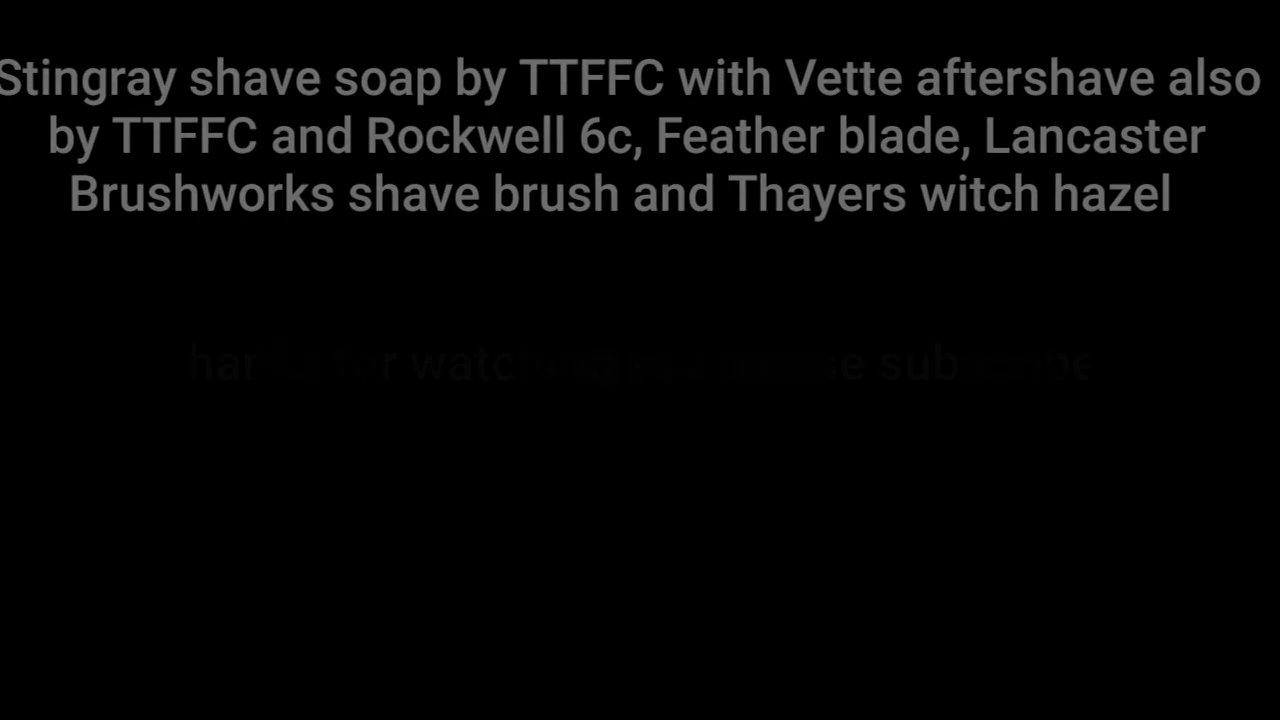 Stingray shave soap by TTFFC with Vette aftershave also
by TTFFC and Rockwell 6c, Feather blade, Lancaster
Brushworks shave brush and Thayers witch hazel